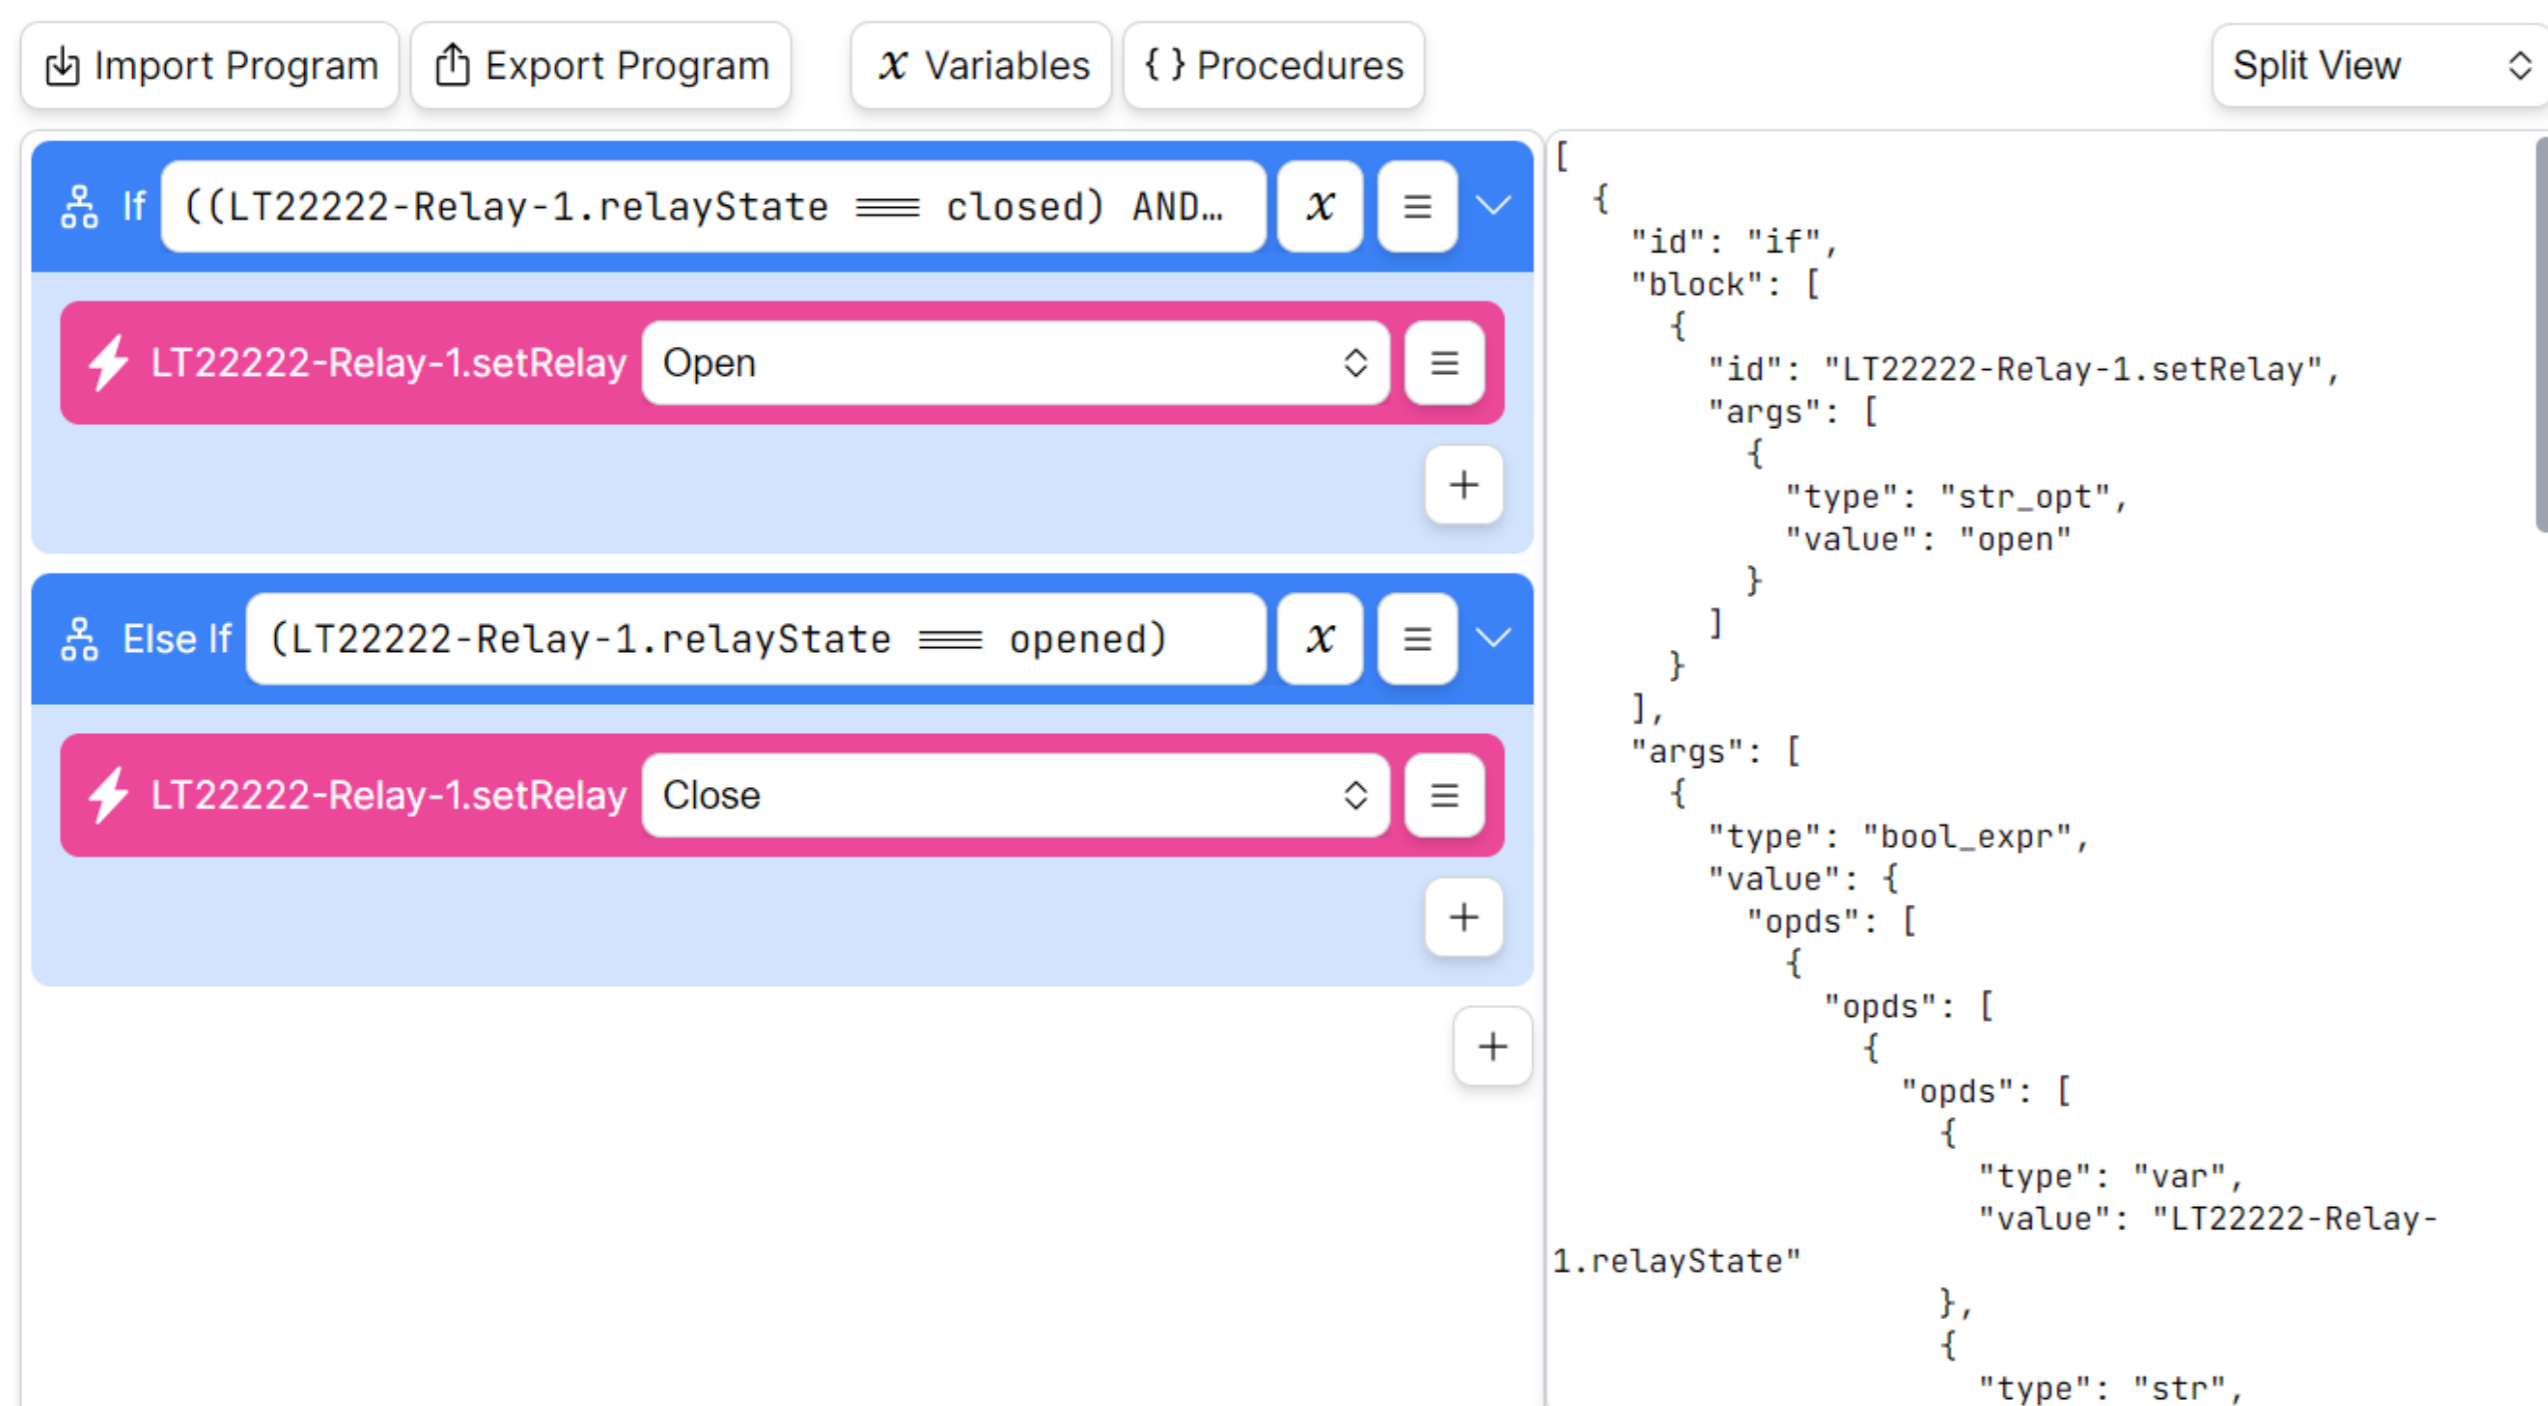 Import Program
Export Program
x Variables
{ } Procedures
Split View
If ((LT22222-Relay-1.relayState === closed) AND… x
LT22222-Relay-1.setRelay Open
+
Else If (LT22222-Relay-1.relayState === opened) x
LT22222-Relay-1.setRelay Close
+
+
[
  {
    "id": "if",
    "block": [
      {
        "id": "LT22222-Relay-1.setRelay",
        "args": [
          {
            "type": "str_opt",
            "value": "open"
          }
        ]
      }
    ],
    "args": [
      {
        "type": "bool_expr",
        "value": {
          "opds": [
            {
              "opds": [
                {
                  "opds": [
                    {
                      "type": "var",
                      "value": "LT22222-Relay-
1.relayState"
                    },
                    {
                      "type": "str",